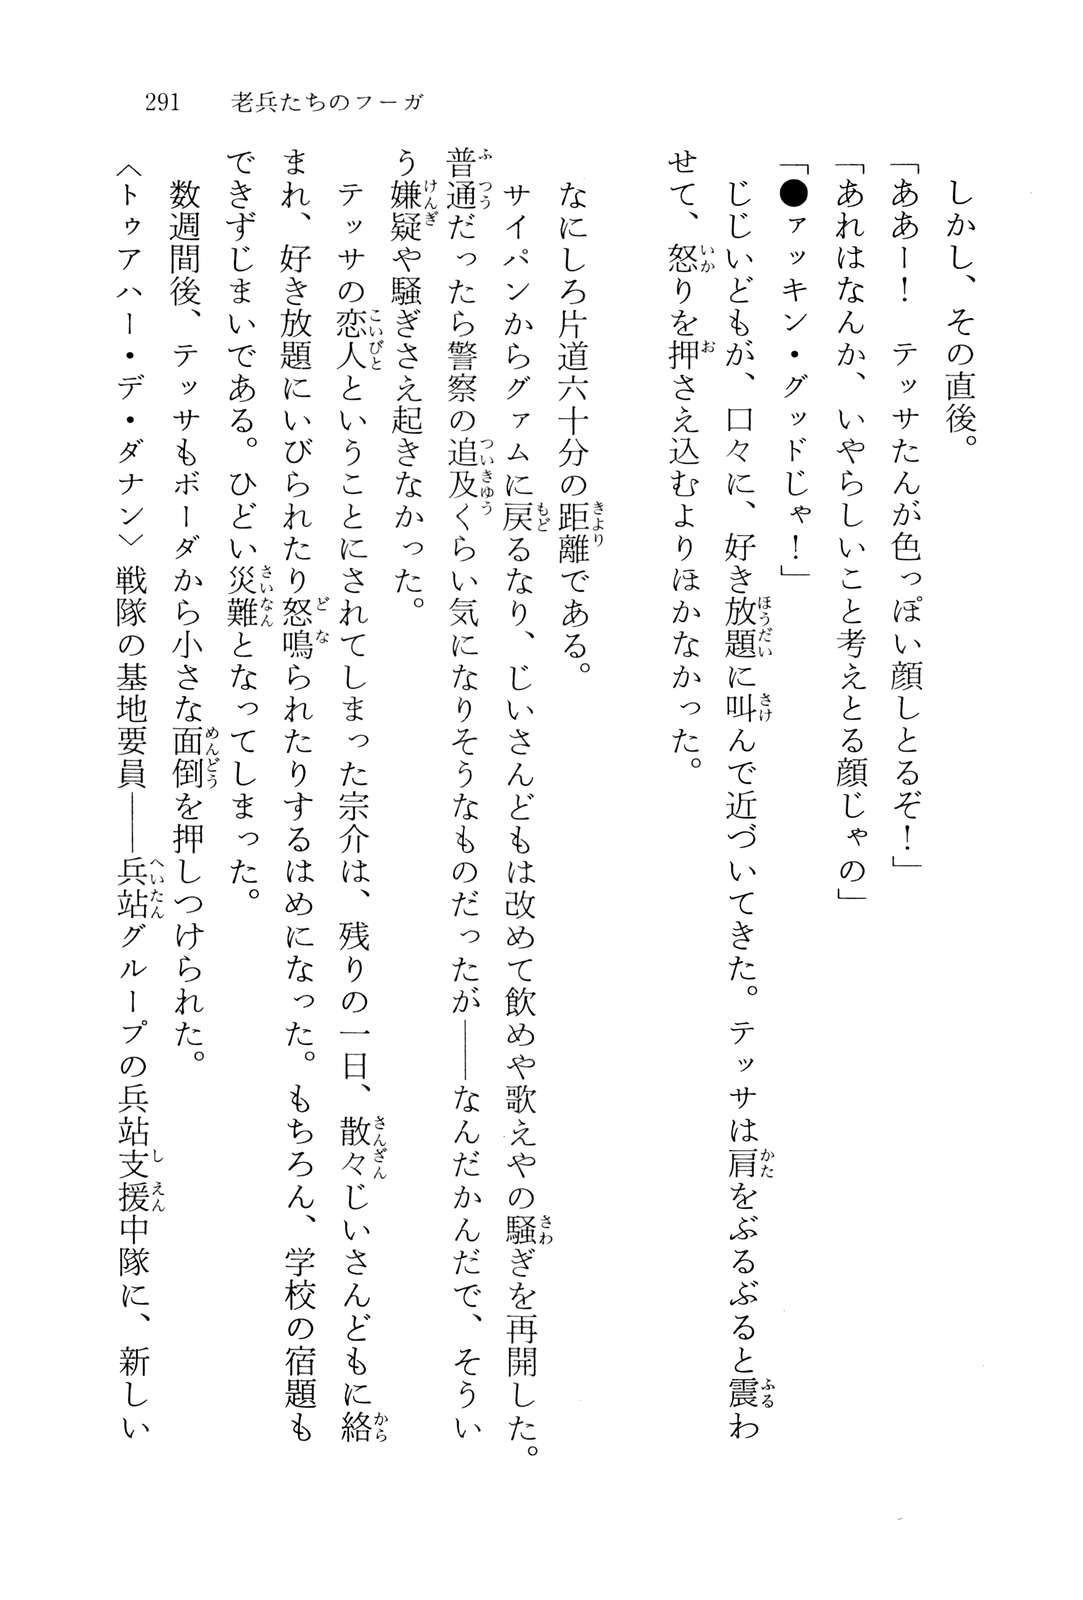 291 老兵たちのフーガ
しかし、その直後。
「ああー！　テッサたんが色っぽい顔しとるぞ！」
「あれはなんか、いやらしいこと考えとる顔じゃの」
「●ァッキン・グッドじゃ！」
じじいどもが、口々に、好き放題に叫んで近づいてきた。テッサは肩をぶるぶると震わ
せて、怒りを押さえ込むよりほかなかった。
なにしろ片道六十分の距離である。
サイパンからグァムに戻るなり、じいさんどもは改めて飲めや歌えやの騒ぎを再開した。
普通だったら警察の追及くらい気になりそうなものだったが――なんだかんだで、そうい
う嫌疑や騒ぎさえ起きなかった。
テッサの恋人ということにされてしまった宗介は、残りの一日、散々じいさんどもに絡
まれ、好き放題にいびられたり怒鳴られたりするはめになった。もちろん、学校の宿題も
できずじまいである。ひどい災難となってしまった。
数週間後、テッサもボーダから小さな面倒を押しつけられた。
〈トゥアハー・デ・ダナン〉戦隊の基地要員――兵站グループの兵站支援中隊に、新しい